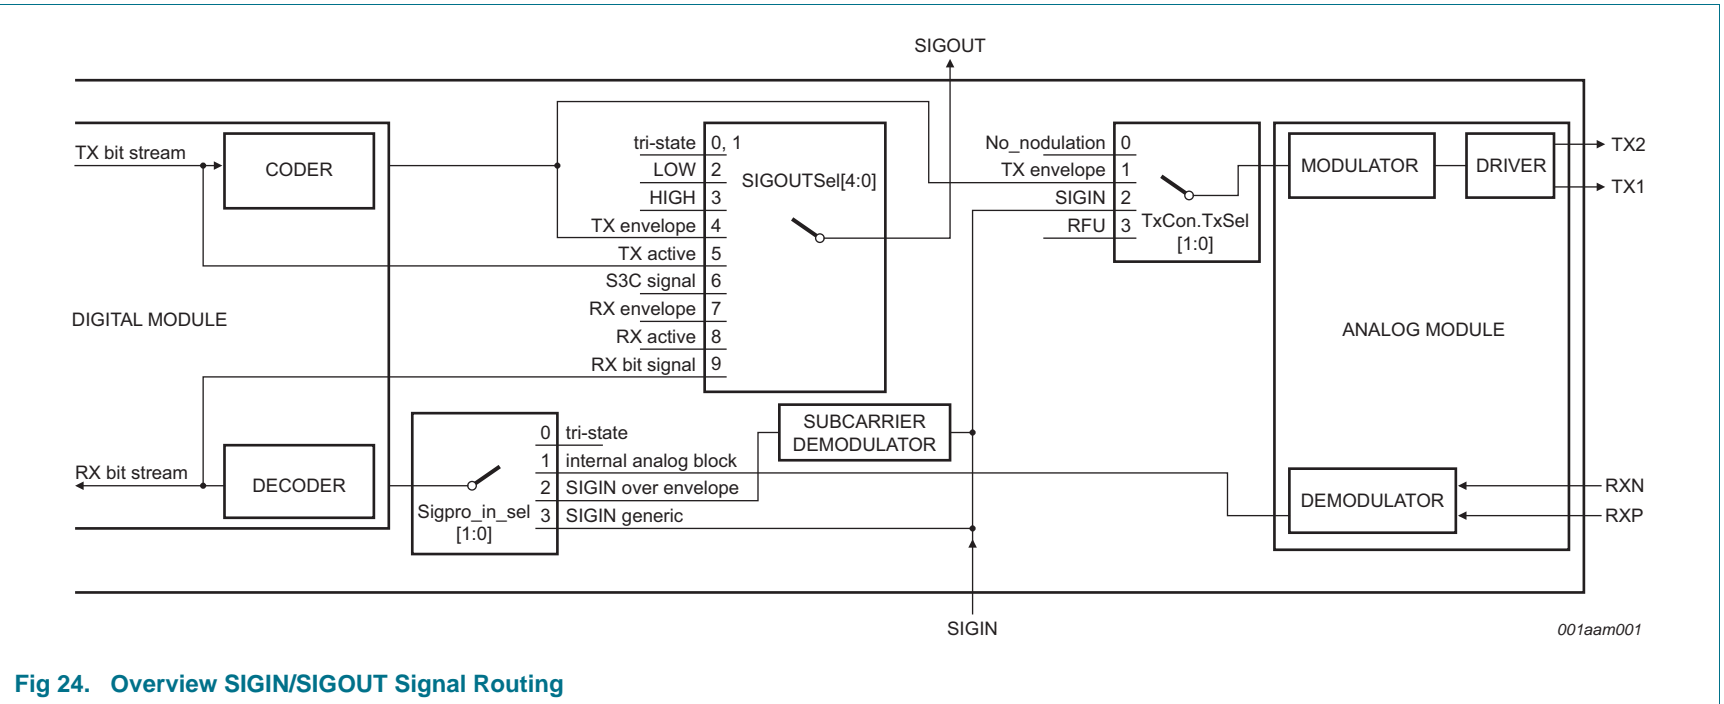 SIGOUT
TX bit stream
CODER
tri-state 0, 1
LOW 2
HIGH 3
TX envelope 4
TX active 5
S3C signal 6
RX envelope 7
RX active 8
RX bit signal 9
SIGOUTSel[4:0]
No_nodulation 0
TX envelope 1
SIGIN 2
RFU 3
TxCon.TxSel
[1:0]
MODULATOR
DRIVER
TX2
TX1
DIGITAL MODULE
ANALOG MODULE
RX bit stream
DECODER
Sigpro_in_sel
[1:0]
0 tri-state
1 internal analog block
2 SIGIN over envelope
3 SIGIN generic
SUBCARRIER
DEMODULATOR
DEMODULATOR
RXN
RXP
SIGIN
001aam001
Fig 24. Overview SIGIN/SIGOUT Signal Routing